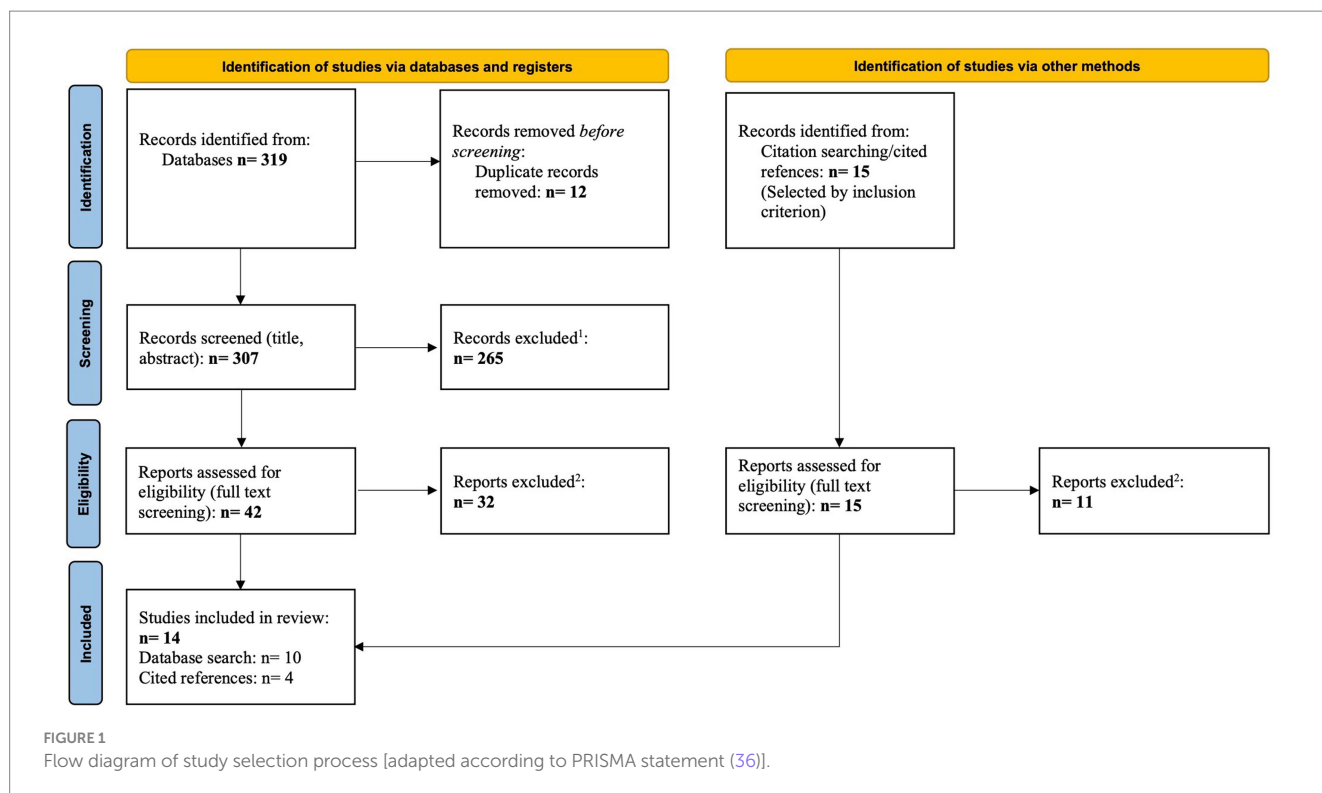 Identification of studies via databases and registers
Identification of studies via other methods
Identification
Records identified from:
Databases n= 319
Records removed before
screening:
Duplicate records
removed: n= 12
Records identified from:
Citation searching/cited
refences: n= 15
(Selected by inclusion
criterion)
Screening
Records screened (title,
abstract): n= 307
Records excluded¹:
n= 265
Eligibility
Reports assessed for
eligibility (full text
screening): n= 42
Reports excluded²:
n= 32
Reports assessed for
eligibility (full text
screening): n= 15
Reports excluded²:
n= 11
Included
Studies included in review:
n= 14
Database search: n= 10
Cited references: n= 4
FIGURE 1
Flow diagram of study selection process [adapted according to PRISMA statement (36)].